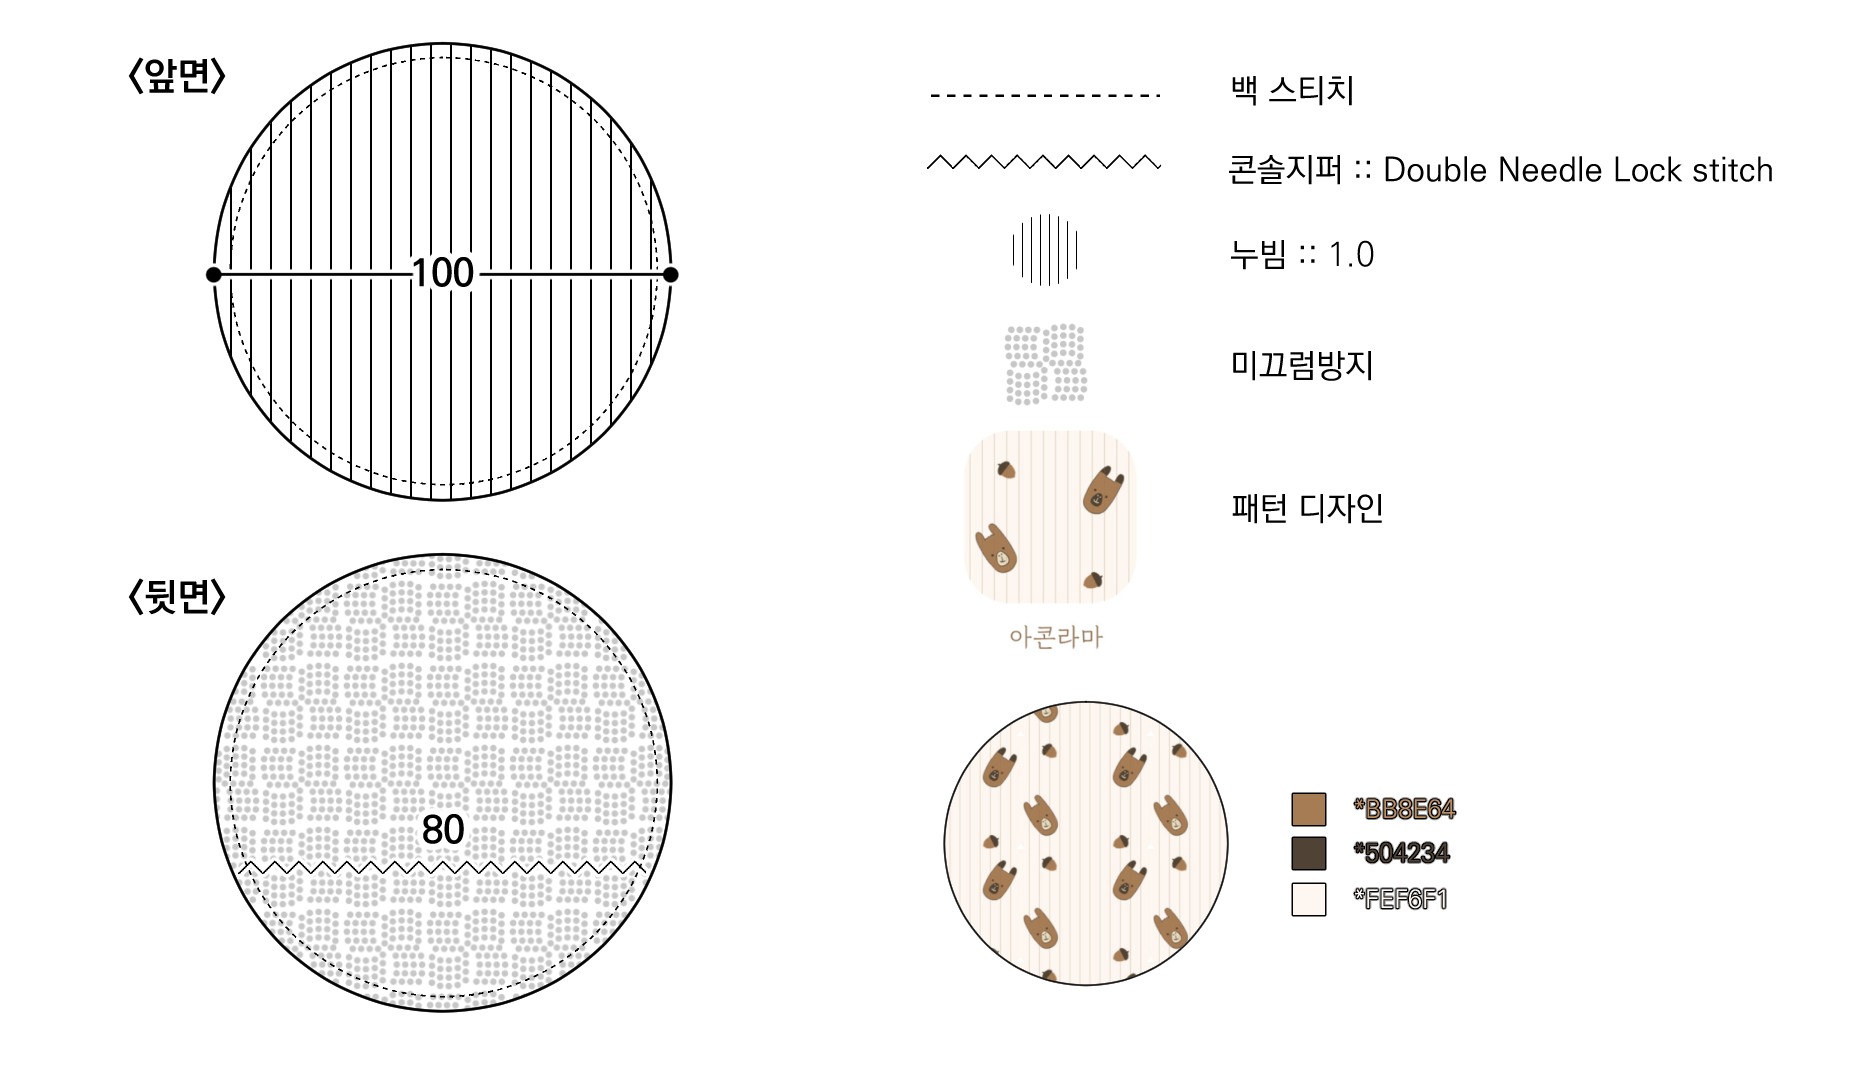 〈앞면〉
100
〈뒷면〉
80
백 스티치
콘솔지퍼 :: Double Needle Lock stitch
누빔 :: 1.0
미끄럼방지
패턴 디자인
아콘라마
*BB8E64
*504234
*FEF6F1